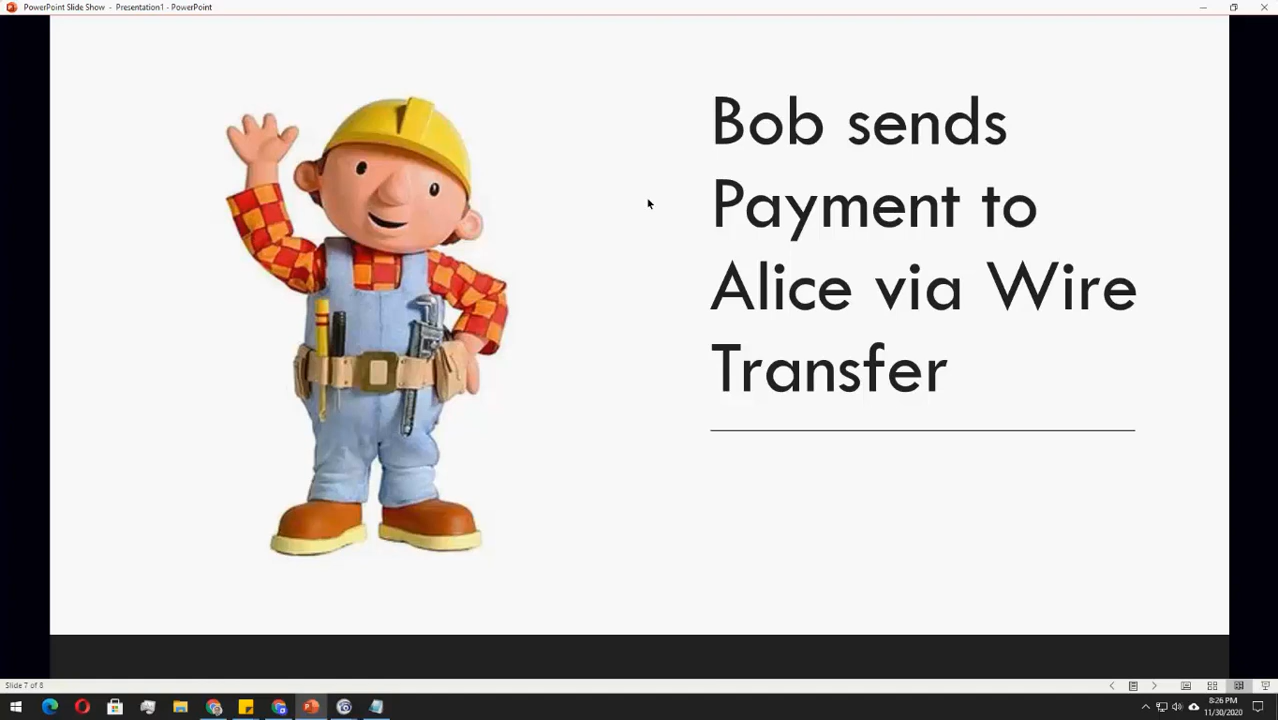 PowerPoint Slide Show - Presentation1 - PowerPoint
Bob sends
Payment to
Alice via Wire
Transfer
Slide 7 of 8
8:26 PM
11/30/2020